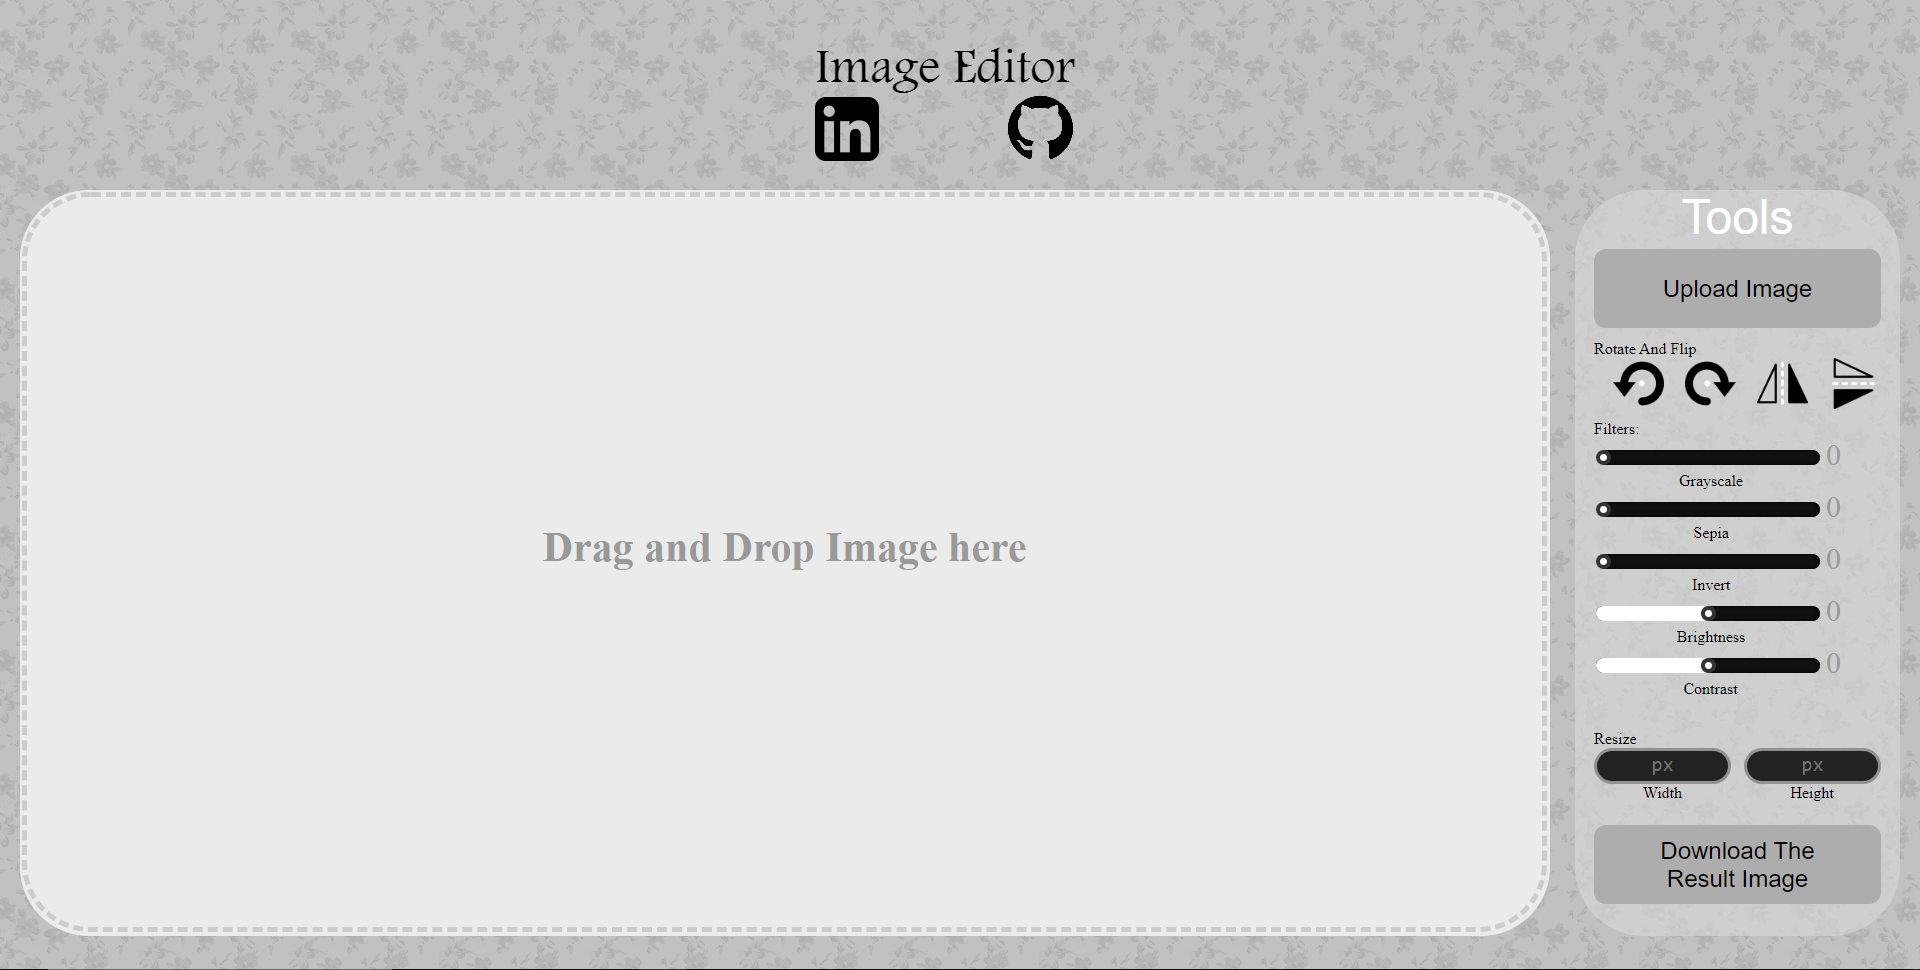 Image Editor
in
Tools
Upload Image
Rotate And Flip
Filters:
0
Grayscale
0
Sepia
0
Invert
0
Brightness
0
Contrast
Resize
px px
Width Height
Download The
Result Image
Drag and Drop Image here